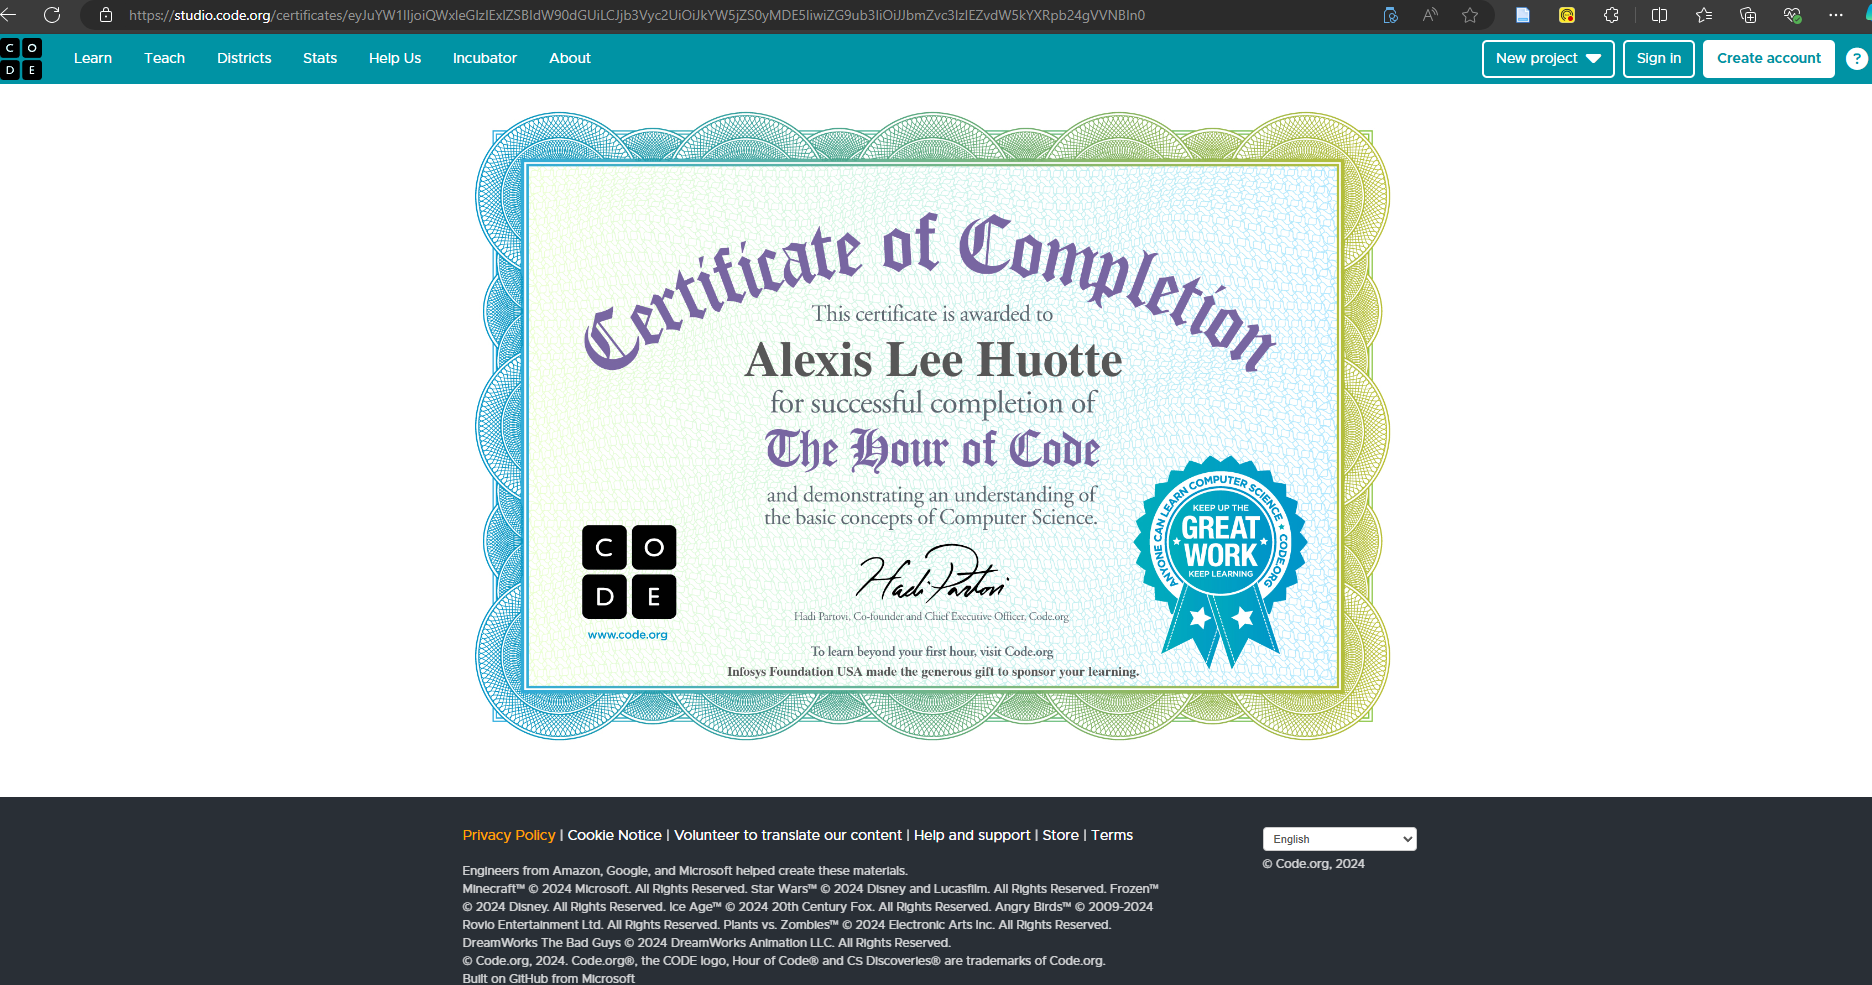 https://studio.code.org/certificates/eyJuYW1lIjoiQWxleGlzIExlZSBIdW90dGUiLCJjb3Vyc2UiOiJkYW5jZS0yMDE5IiwiZG9ub3IiOiJJbmZvc3lzIEZvdW5kYXRpb24gVVNBIn0
C O
D E
Learn Teach Districts Stats Help Us Incubator About New project Sign in Create account ?
Certificate of Completion
This certificate is awarded to
Alexis Lee Huotte
for successful completion of
The Hour of Code
and demonstrating an understanding of
the basic concepts of Computer Science.
C O
D E
www.code.org
Hadi Partovi
Hadi Partovi, Co-founder and Chief Executive Officer, Code.org
ANYONE CAN LEARN COMPUTER SCIENCE ★ CODE.ORG
KEEP UP THE
GREAT
WORK
KEEP LEARNING
To learn beyond your first hour, visit Code.org
Infosys Foundation USA made the generous gift to sponsor your learning.
Privacy Policy | Cookie Notice | Volunteer to translate our content | Help and support | Store | Terms
English
© Code.org, 2024
Engineers from Amazon, Google, and Microsoft helped create these materials.
Minecraft™ © 2024 Microsoft. All Rights Reserved. Star Wars™ © 2024 Disney and Lucasfilm. All Rights Reserved. Frozen™
© 2024 Disney. All Rights Reserved. Ice Age™ © 2024 20th Century Fox. All Rights Reserved. Angry Birds™ © 2009-2024
Rovio Entertainment Ltd. All Rights Reserved. Plants vs. Zombies™ © 2024 Electronic Arts Inc. All Rights Reserved.
DreamWorks The Bad Guys © 2024 DreamWorks Animation LLC. All Rights Reserved.
© Code.org, 2024. Code.org®, the CODE logo, Hour of Code® and CS Discoveries® are trademarks of Code.org.
Built on GitHub from Microsoft